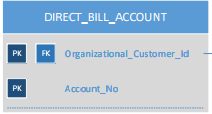 DIRECT_BILL_ACCOUNT
PK FK Organizational_Customer_Id
PK Account_No